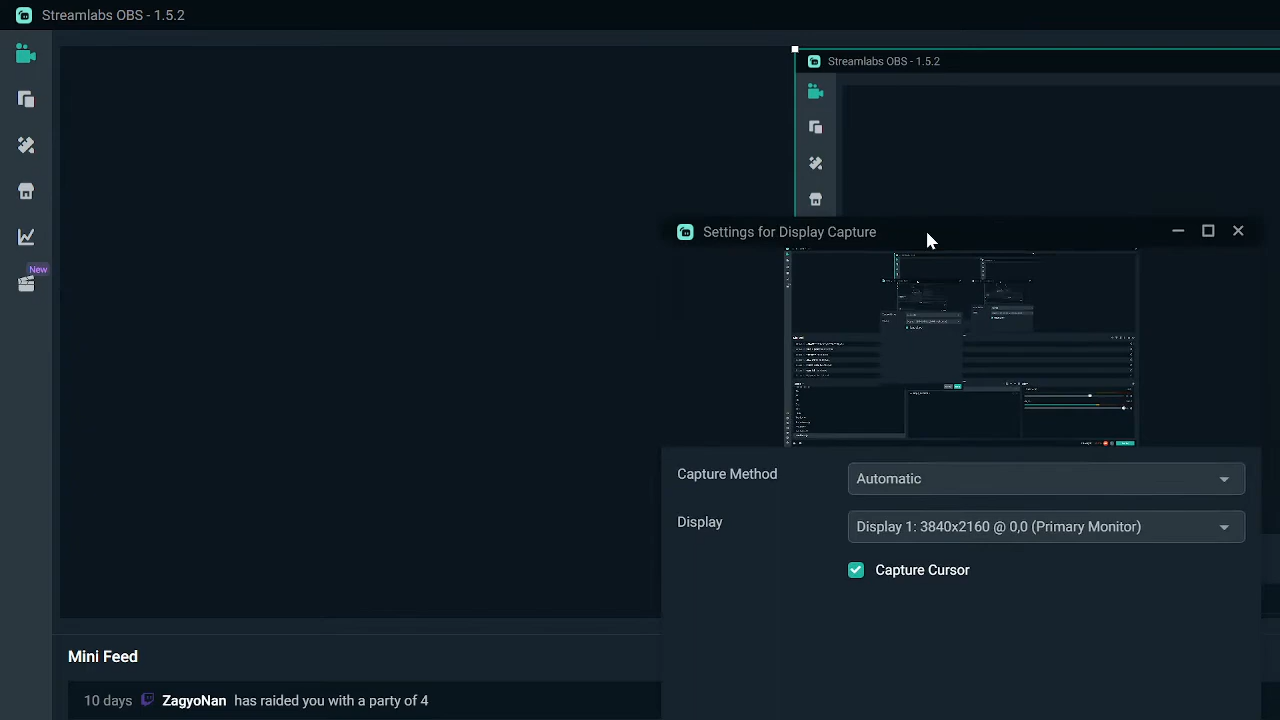 Streamlabs OBS - 1.5.2
Streamlabs OBS - 1.5.2
Settings for Display Capture
New
Capture Method
Automatic
Display
Display 1: 3840x2160 @ 0,0 (Primary Monitor)
Capture Cursor
Mini Feed
10 days ZagyoNan has raided you with a party of 4